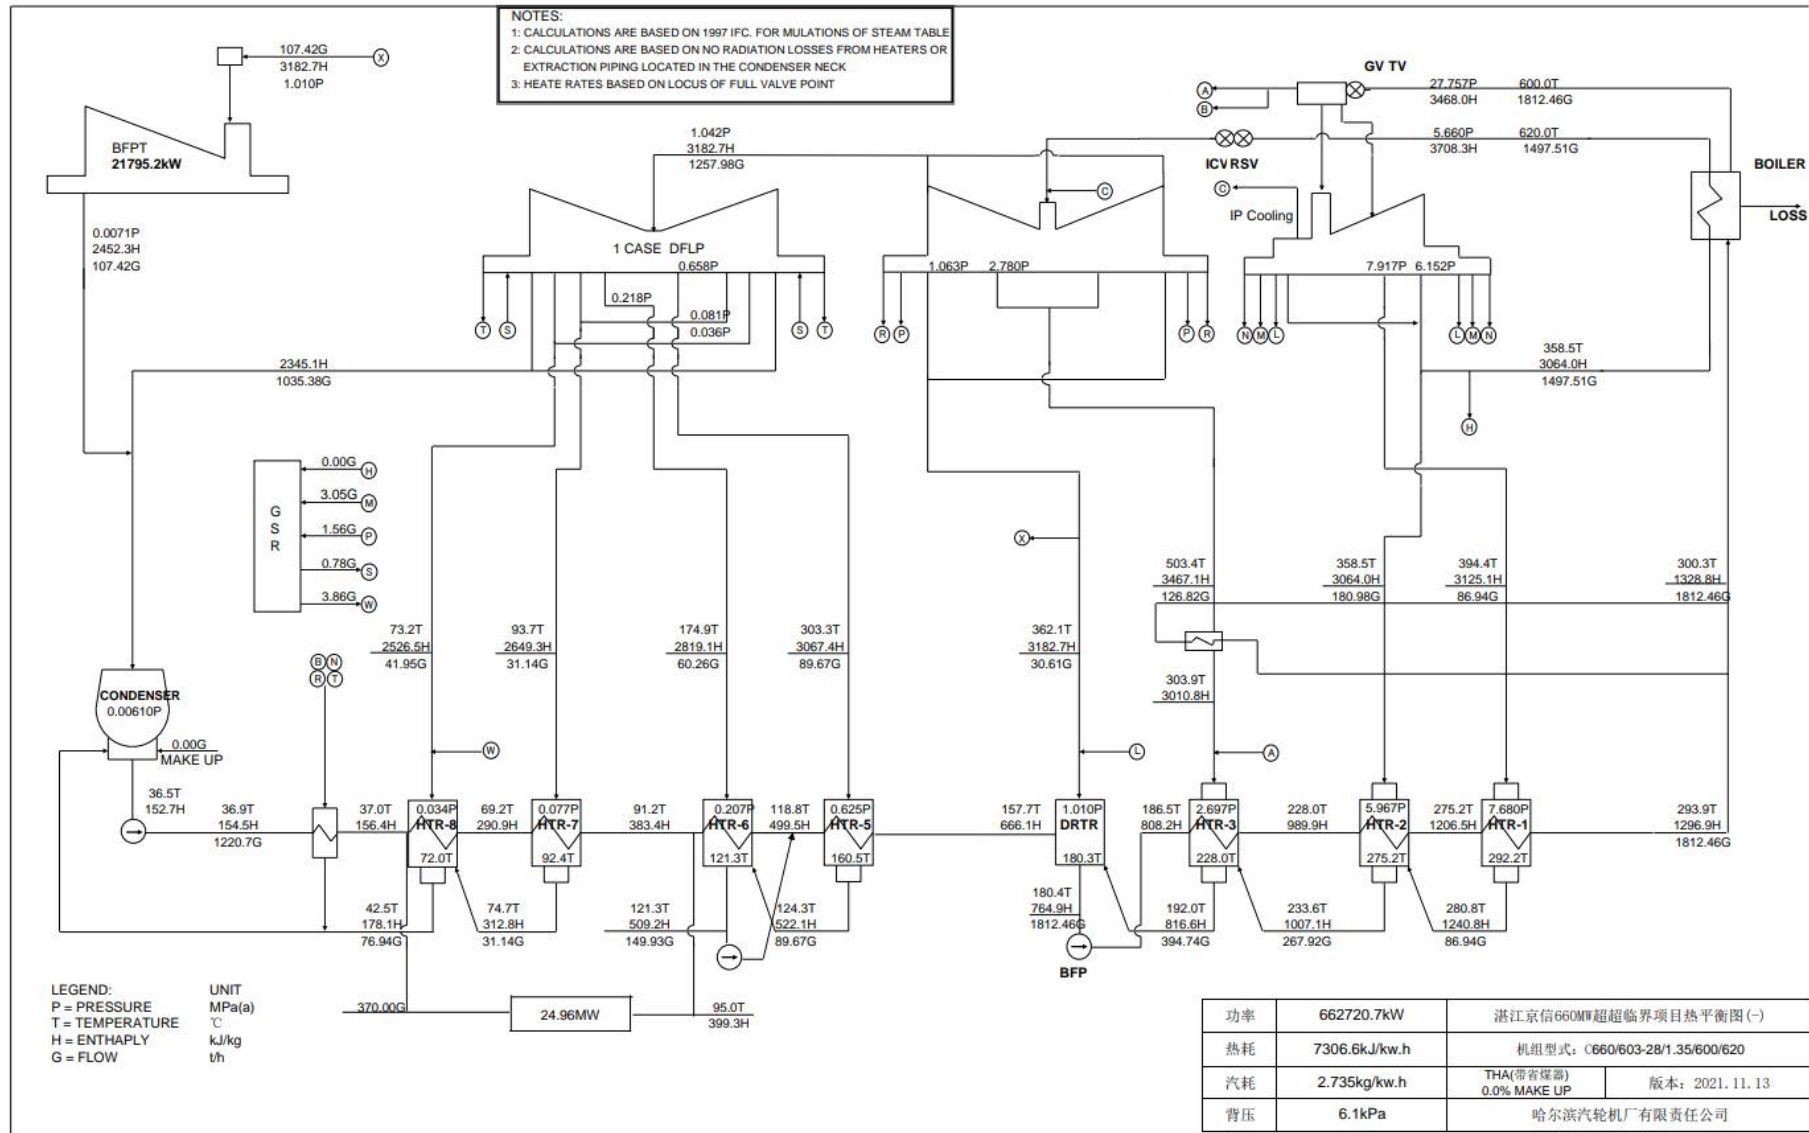 NOTES:
1: CALCULATIONS ARE BASED ON 1997 IFC. FOR MULATIONS OF STEAM TABLE
2: CALCULATIONS ARE BASED ON NO RADIATION LOSSES FROM HEATERS OR
EXTRACTION PIPING LOCATED IN THE CONDENSER NECK
3: HEATE RATES BASED ON LOCUS OF FULL VALVE POINT
107.42G
3182.7H
1.010P
X
BFPT
21795.2kW
0.0071P
2452.3H
107.42G
1.042P
3182.7H
1257.98G
1 CASE DFLP
0.658P
0.218P
0.081P
0.036P
T S
S T
2345.1H
1035.38G
C
1.063P 2.780P
R P
P R
GV TV
A
B
27.757P 600.0T
3468.0H 1812.46G
5.660P 620.0T
3708.3H 1497.51G
ICV RSV
C
IP Cooling
BOILER
LOSS
7.917P 6.152P
N M L
L M N
358.5T
3064.0H
1497.51G
H
G
S
R
0.00G H
3.05G M
1.56G P
0.78G S
3.86G W
X
73.2T
2526.5H
41.95G
93.7T
2649.3H
31.14G
174.9T
2819.1H
60.26G
303.3T
3067.4H
89.67G
362.1T
3182.7H
30.61G
503.4T
3467.1H
126.82G
358.5T
3064.0H
180.98G
394.4T
3125.1H
86.94G
300.3T
1328.8H
1812.46G
303.9T
3010.8H
B N
R T
CONDENSER
0.00610P
0.00G
MAKE UP
W
L
A
36.5T
152.7H
36.9T
154.5H
1220.7G
37.0T
156.4H
0.034P
HTR-8
72.0T
69.2T
290.9H
0.077P
HTR-7
92.4T
91.2T
383.4H
0.207P
HTR-6
121.3T
118.8T
499.5H
0.625P
HTR-5
160.5T
157.7T
666.1H
1.010P
DRTR
180.3T
186.5T
808.2H
2.697P
HTR-3
228.0T
228.0T
989.9H
5.967P
HTR-2
275.2T
275.2T
1206.5H
7.680P
HTR-1
292.2T
293.9T
1296.9H
1812.46G
42.5T
178.1H
76.94G
74.7T
312.8H
31.14G
121.3T
509.2H
149.93G
124.3T
522.1H
89.67G
180.4T
764.9H
1812.46G
BFP
192.0T
816.6H
394.74G
233.6T
1007.1H
267.92G
280.8T
1240.8H
86.94G
370.00G
24.96MW
95.0T
399.3H
LEGEND: UNIT
P = PRESSURE MPa(a)
T = TEMPERATURE ℃
H = ENTHAPLY kJ/kg
G = FLOW t/h
功率 662720.7kW 湛江京信660MW超超临界项目热平衡图(-)
热耗 7306.6kJ/kw.h 机组型式：C660/603-28/1.35/600/620
汽耗 2.735kg/kw.h THA(带省煤器) 版本：2021.11.13
0.0% MAKE UP
背压 6.1kPa 哈尔滨汽轮机厂有限责任公司